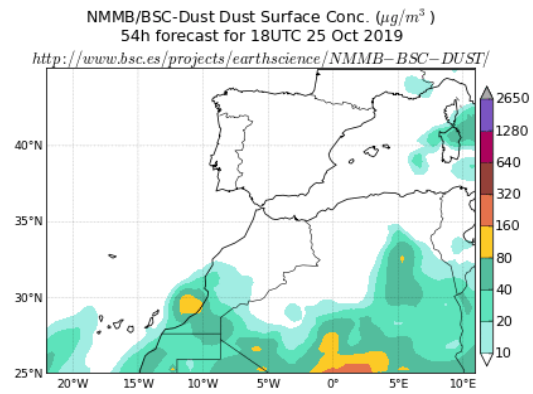 NMMB/BSC-Dust Dust Surface Conc. (μg/m³ )
54h forecast for 18UTC 25 Oct 2019
http://www.bsc.es/projects/earthscience/NMMB−BSC−DUST/
2650
1280
640
320
160
80
40
20
10
40°N
35°N
30°N
25°N
20°W 15°W 10°W 5°W 0° 5°E 10°E